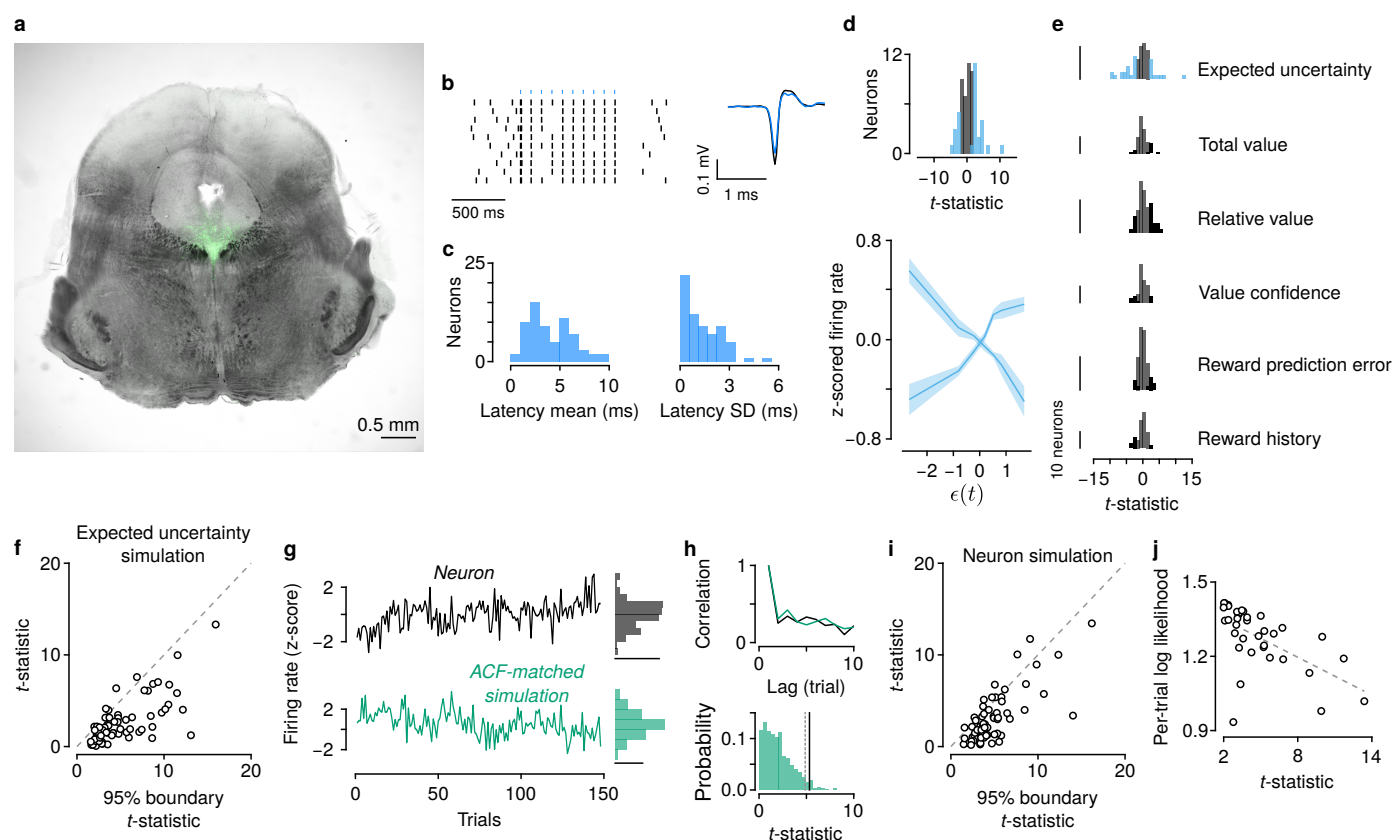 a
0.5 mm
b
500 ms
0.1 mV
1 ms
c
Neurons
25
0
0
5
10
Latency mean (ms)
0
3
6
Latency SD (ms)
d
Neurons
12
0
−10
0
10
t-statistic
z-scored firing rate
0.8
0.0
−0.8
−2
−1
0
1
ϵ(t)
e
Expected uncertainty
Total value
Relative value
Value confidence
Reward prediction error
Reward history
10 neurons
−15
0
15
t-statistic
f
Expected uncertainty
simulation
t-statistic
20
10
0
0
10
20
95% boundary
t-statistic
g
Firing rate (z-score)
Neuron
2
−2
ACF-matched
simulation
2
−2
0
50
100
150
Trials
h
Correlation
1
0
0
10
Lag (trial)
Probability
0.1
0.0
0
10
t-statistic
i
Neuron simulation
t-statistic
20
10
0
0
10
20
95% boundary
t-statistic
j
Per-trial log likelihood
1.5
1.2
0.9
2
8
14
t-statistic